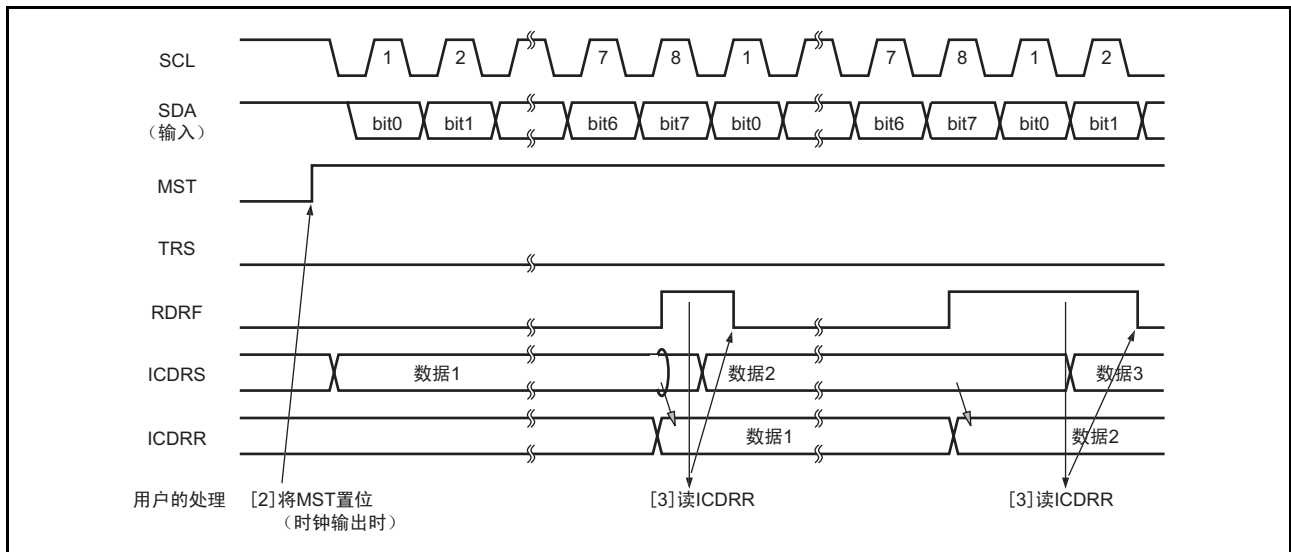 SCL 1 2 7 8 1 7 8 1 2
SDA
（输入） bit0 bit1 bit6 bit7 bit0 bit6 bit7 bit0 bit1
MST
TRS
RDRF
ICDRS 数据1 数据2 数据3
ICDRR 数据1 数据2
用户的处理 [2]将MST置位 [3]读ICDRR [3]读ICDRR
（时钟输出时）